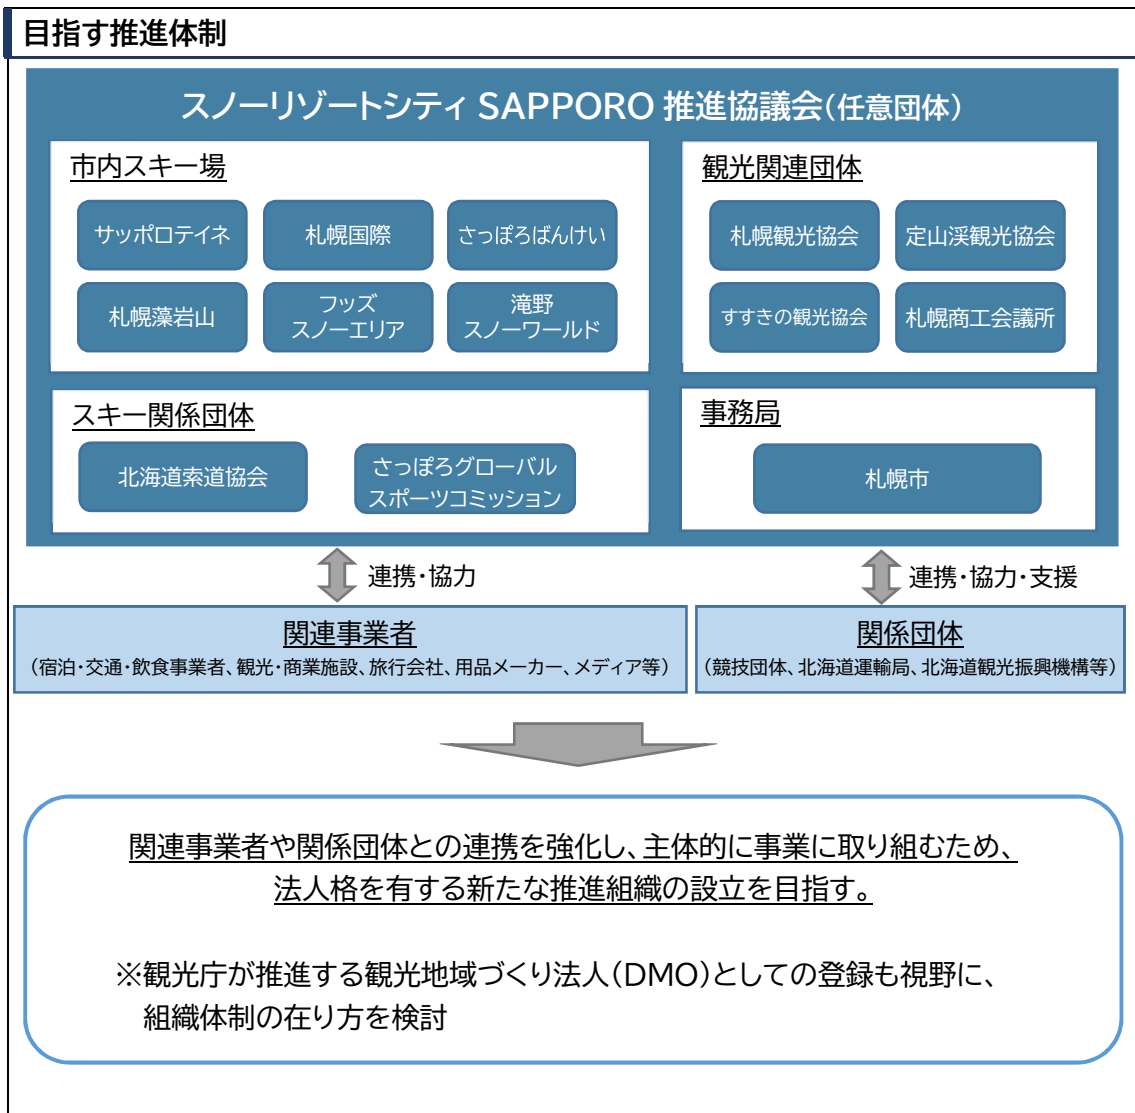 目指す推進体制
スノーリゾートシティ SAPPORO 推進協議会(任意団体)
市内スキー場
サッポロテイネ
札幌国際
さっぽろばんけい
札幌藻岩山
フッズ
スノーエリア
滝野
スノーワールド
観光関連団体
札幌観光協会
定山渓観光協会
すすきの観光協会
札幌商工会議所
スキー関係団体
北海道索道協会
さっぽろグローバル
スポーツコミッション
事務局
札幌市
連携・協力
連携・協力・支援
関連事業者
(宿泊・交通・飲食事業者、観光・商業施設、旅行会社、用品メーカー、メディア等)
関係団体
(競技団体、北海道運輸局、北海道観光振興機構等)
関連事業者や関係団体との連携を強化し、主体的に事業に取り組むため、
法人格を有する新たな推進組織の設立を目指す。
※観光庁が推進する観光地域づくり法人(DMO)としての登録も視野に、
組織体制の在り方を検討